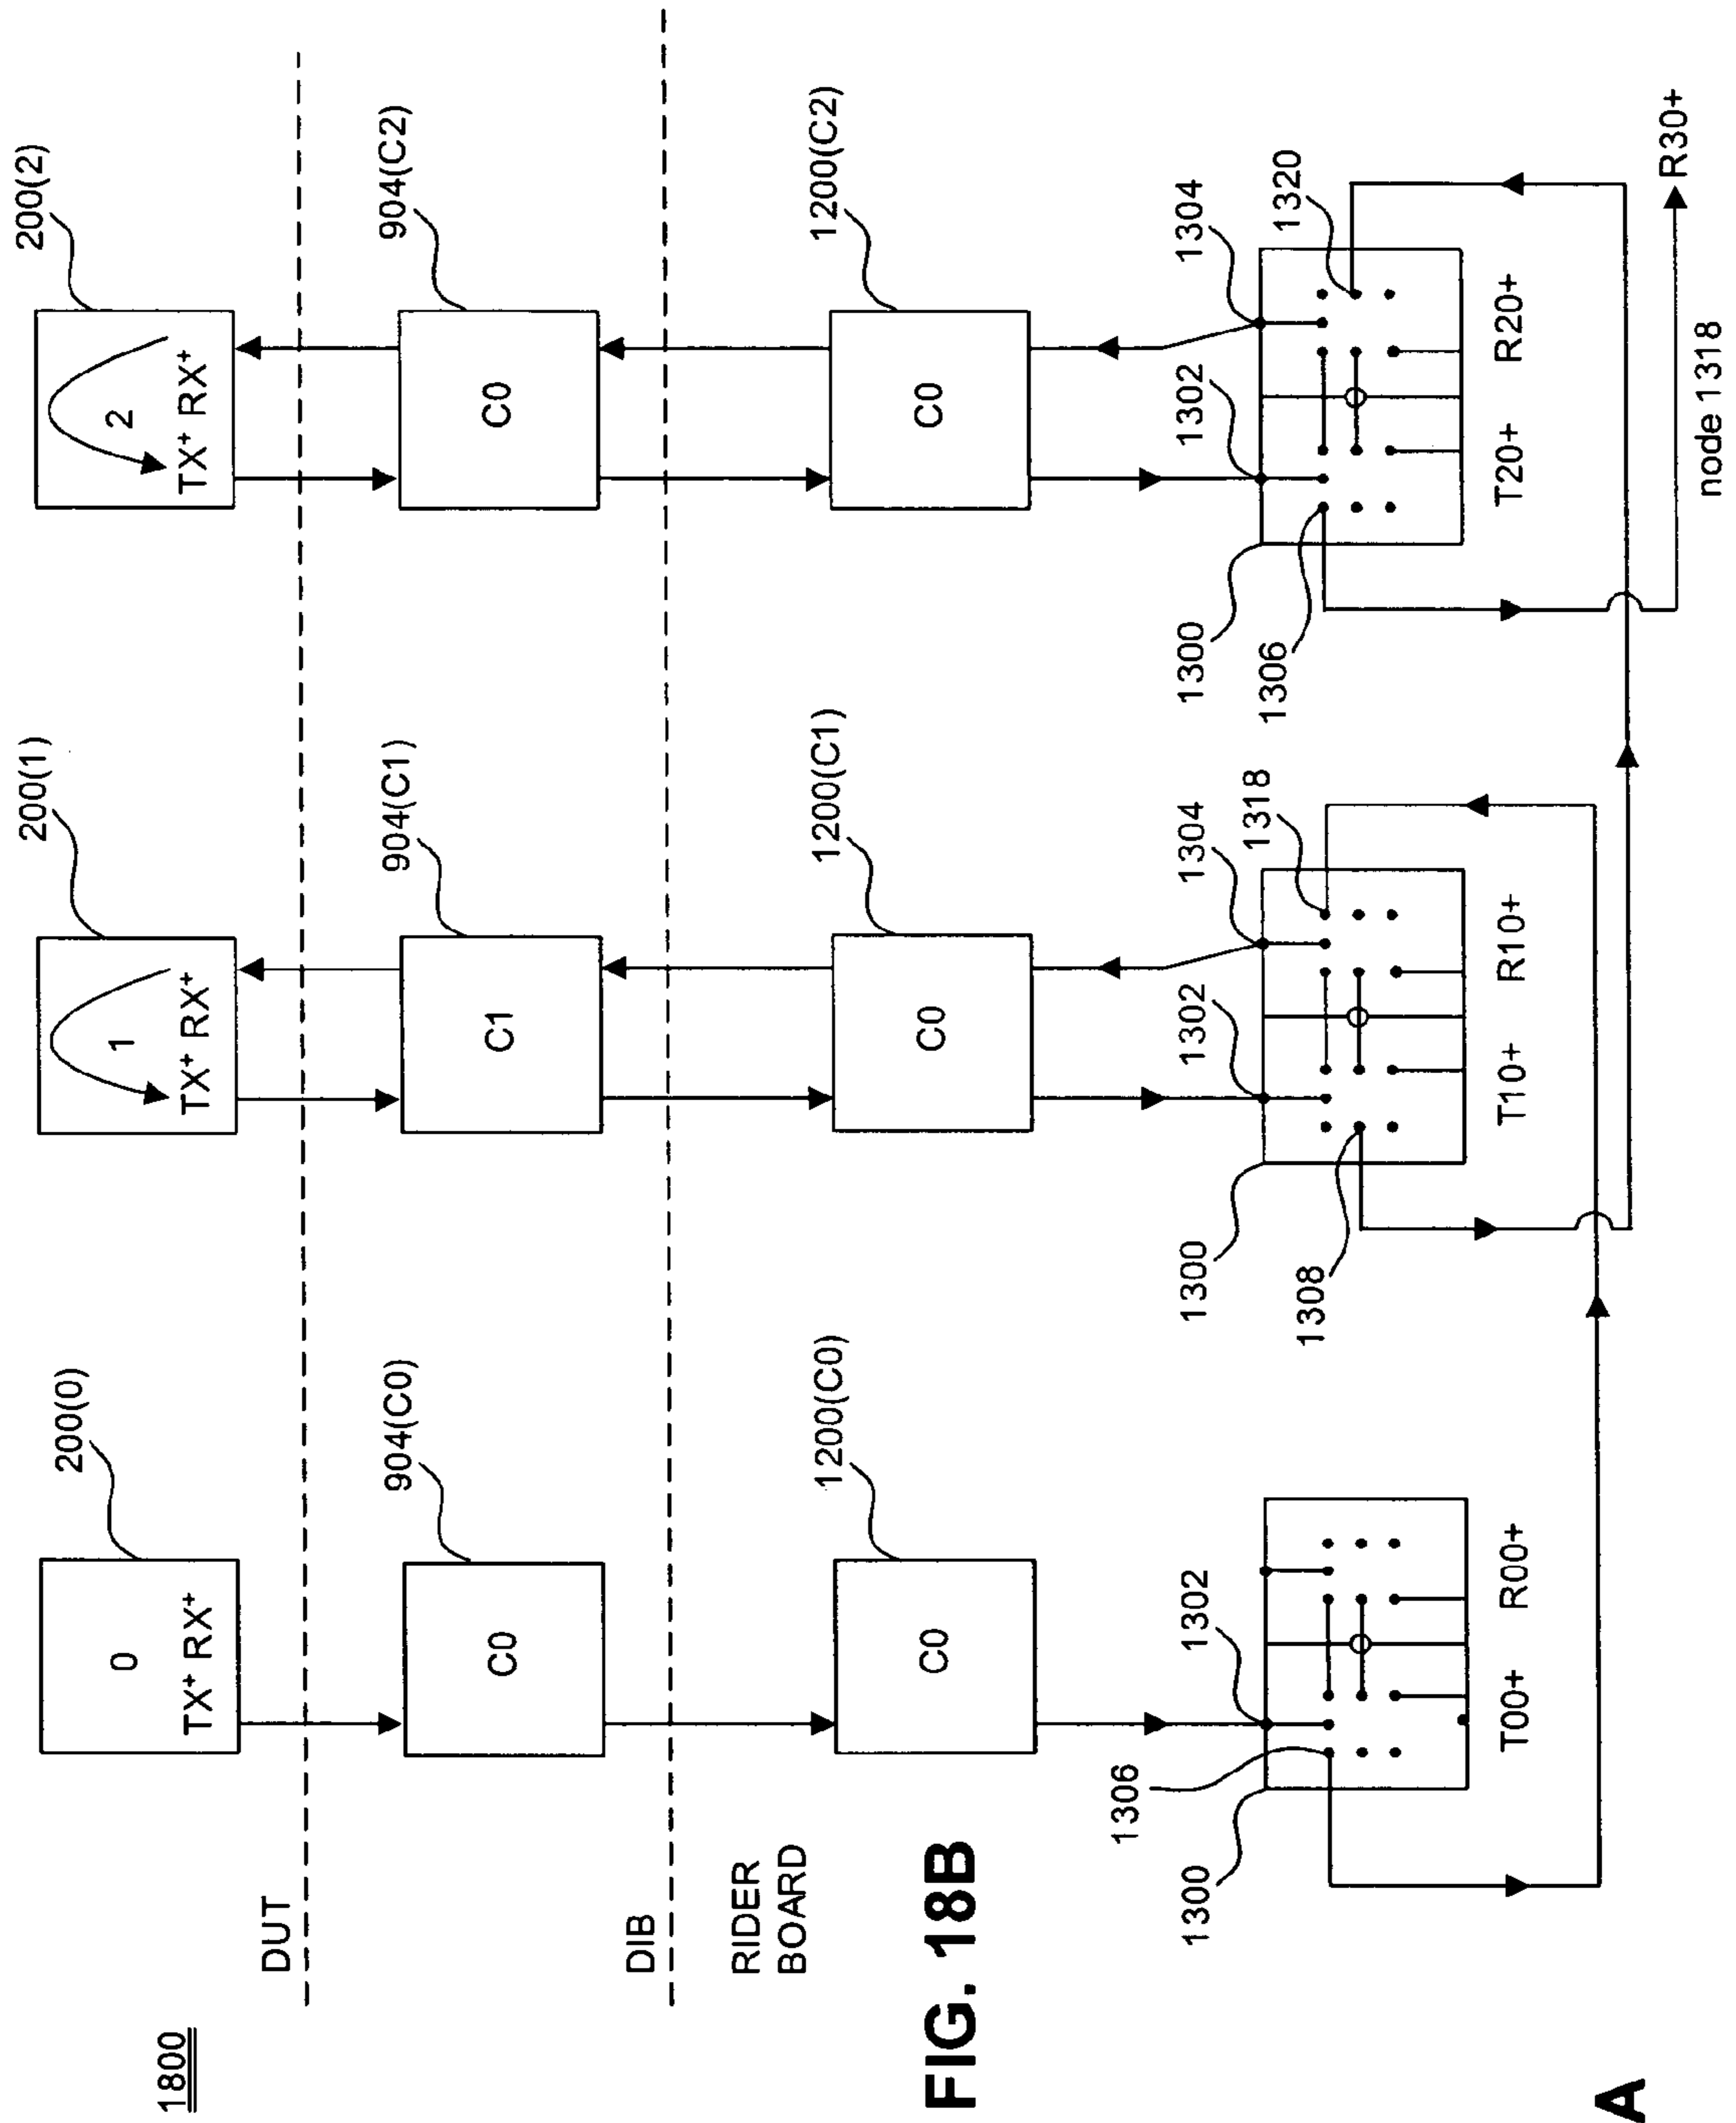 1800
200(0)
200(1)
200(2)
0
TX+ RX+
1
TX+ RX+
2
TX+ RX+
DUT
904(C0)
904(C1)
904(C2)
C0
C1
C0
DIB
RIDER
BOARD
1200(C0)
1200(C1)
1200(C2)
C0
C0
C0
FIG. 18B
1300
1306
1302
1300
1308
1302
1304
1318
1300
1306
1302
1304
1320
T00+
R00+
T10+
R10+
T20+
R20+
R30+
node 1318
A